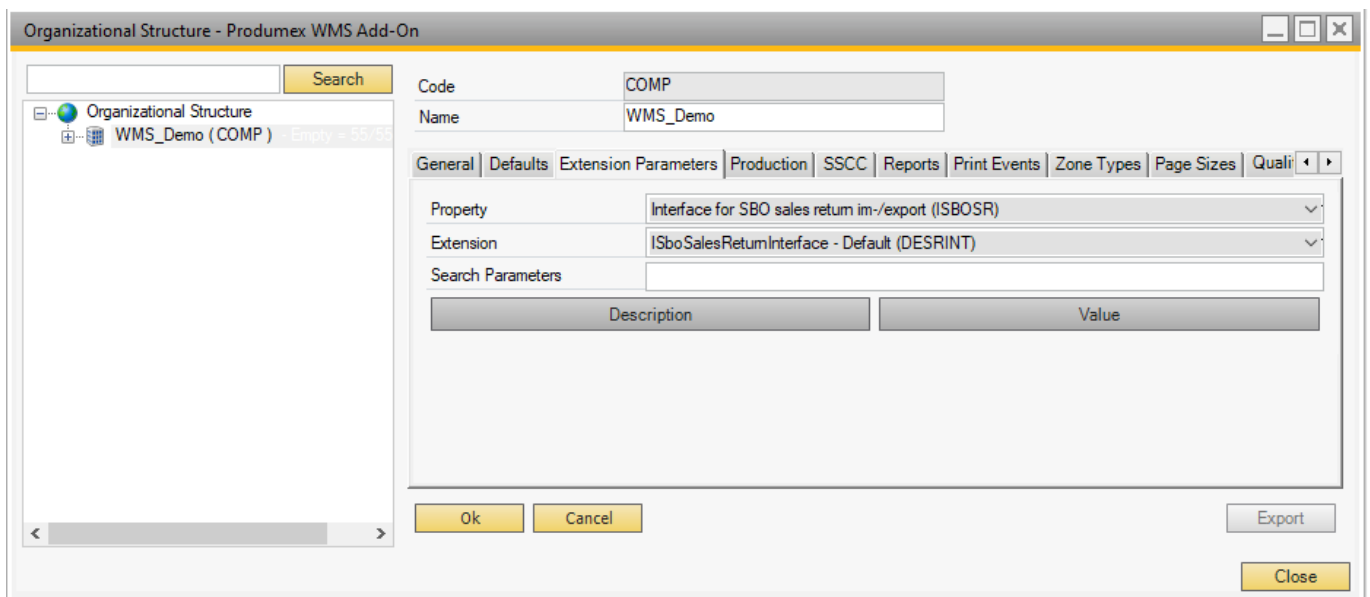 Organizational Structure - Produmex WMS Add-On
Search
Organizational Structure
WMS_Demo ( COMP ) - Empty = 55/55
Code COMP
Name WMS_Demo
General Defaults Extension Parameters Production SSCC Reports Print Events Zone Types Page Sizes Quali
Property Interface for SBO sales return im-/export (ISBOSR)
Extension ISboSalesReturnInterface - Default (DESRINT)
Search Parameters
Description Value
Ok Cancel Export
Close